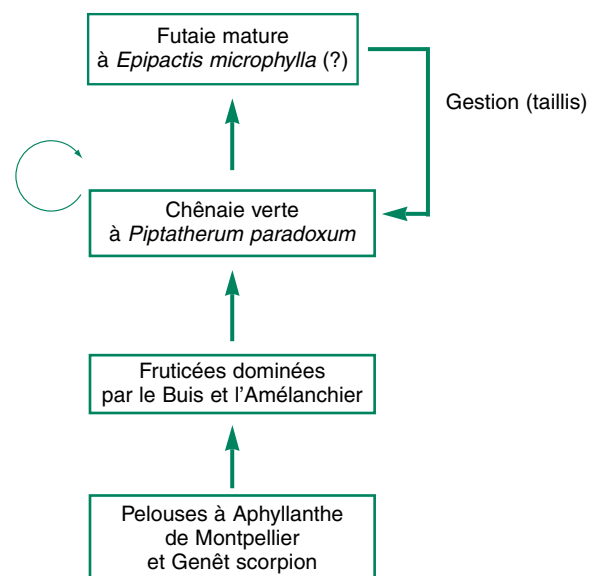 Futaie mature
à Epipactis microphylla (?)
Gestion (taillis)
Chênaie verte
à Piptatherum paradoxum
Fruticées dominées
par le Buis et l'Amélanchier
Pelouses à Aphyllanthe
de Montpellier
et Genêt scorpion